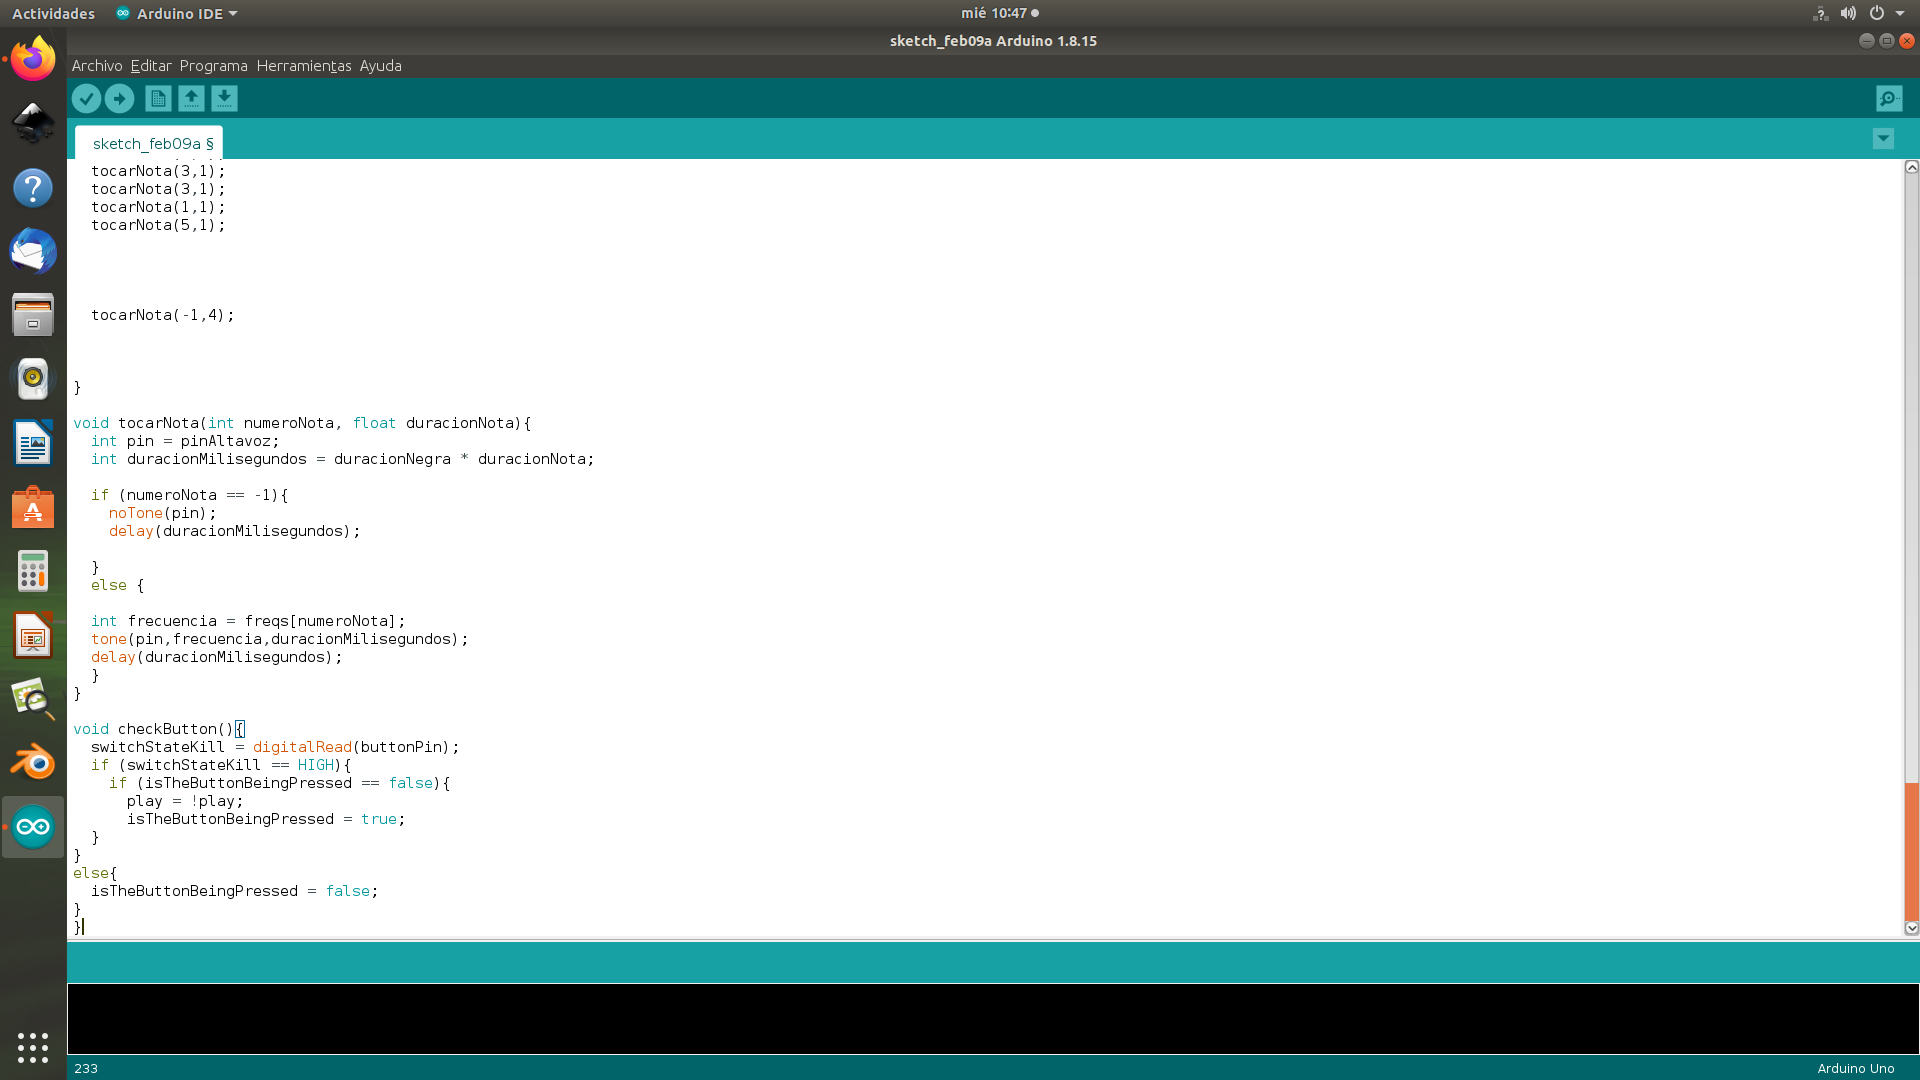 Actividades Arduino IDE mié 10:47
sketch_feb09a Arduino 1.8.15
Archivo Editar Programa Herramientas Ayuda
sketch_feb09a §
tocarNota(3,1);
tocarNota(3,1);
tocarNota(1,1);
tocarNota(5,1);
tocarNota(-1,4);
}
void tocarNota(int numeroNota, float duracionNota){
int pin = pinAltavoz;
int duracionMilisegundos = duracionNegra * duracionNota;
if (numeroNota == -1){
noTone(pin);
delay(duracionMilisegundos);
}
else {
int frecuencia = freqs[numeroNota];
tone(pin,frecuencia,duracionMilisegundos);
delay(duracionMilisegundos);
}
}
void checkButton(){
switchStateKill = digitalRead(buttonPin);
if (switchStateKill == HIGH){
if (isTheButtonBeingPressed == false){
play = !play;
isTheButtonBeingPressed = true;
}
}
else{
isTheButtonBeingPressed = false;
}
}
233 Arduino Uno